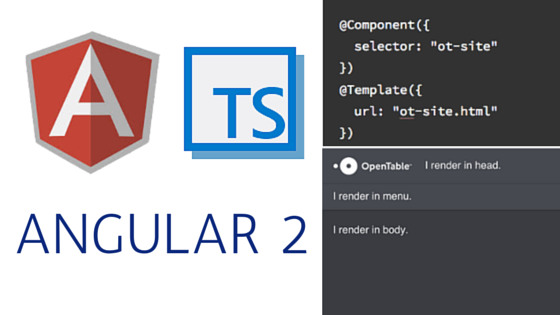 A
TS
ANGULAR 2
@Component({
selector: "ot-site"
})
@Template({
url: "ot-site.html"
})
OpenTable I render in head.
I render in menu.
I render in body.